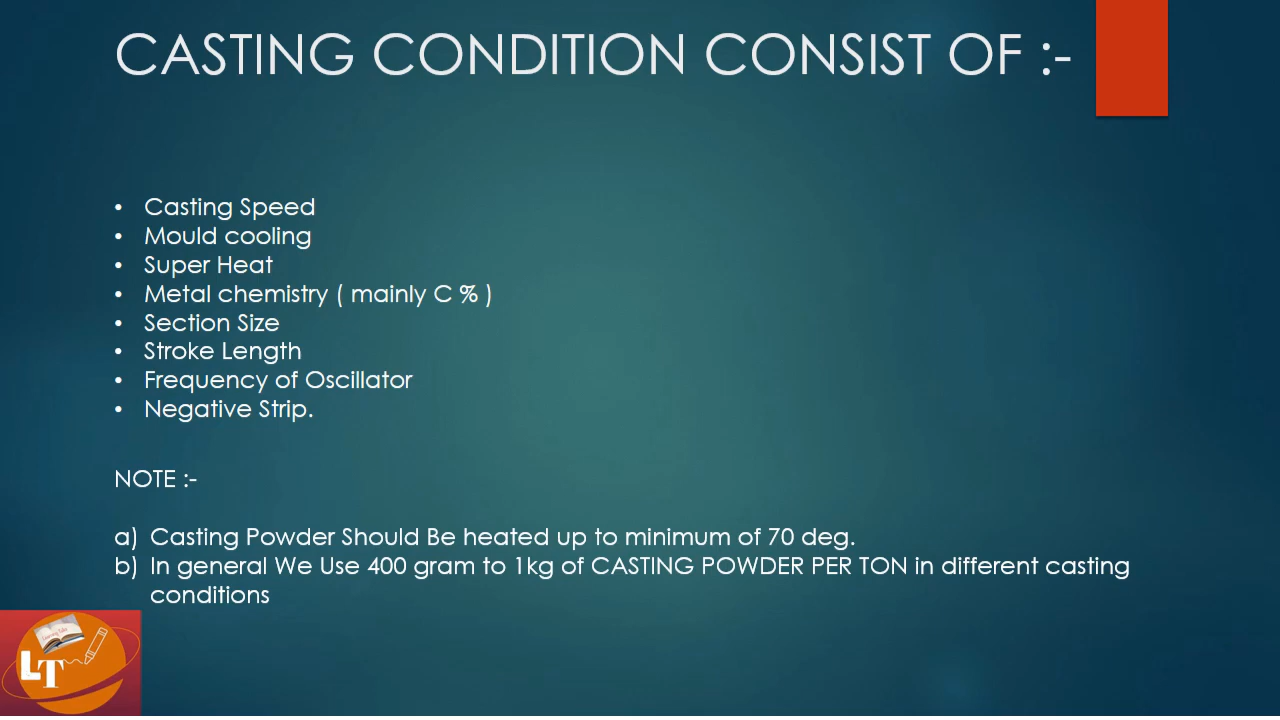 CASTING CONDITION CONSIST OF :-
• Casting Speed
• Mould cooling
• Super Heat
• Metal chemistry ( mainly C % )
• Section Size
• Stroke Length
• Frequency of Oscillator
• Negative Strip.
NOTE :-
a) Casting Powder Should Be heated up to minimum of 70 deg.
b) In general We Use 400 gram to 1kg of CASTING POWDER PER TON in different casting
conditions
LT